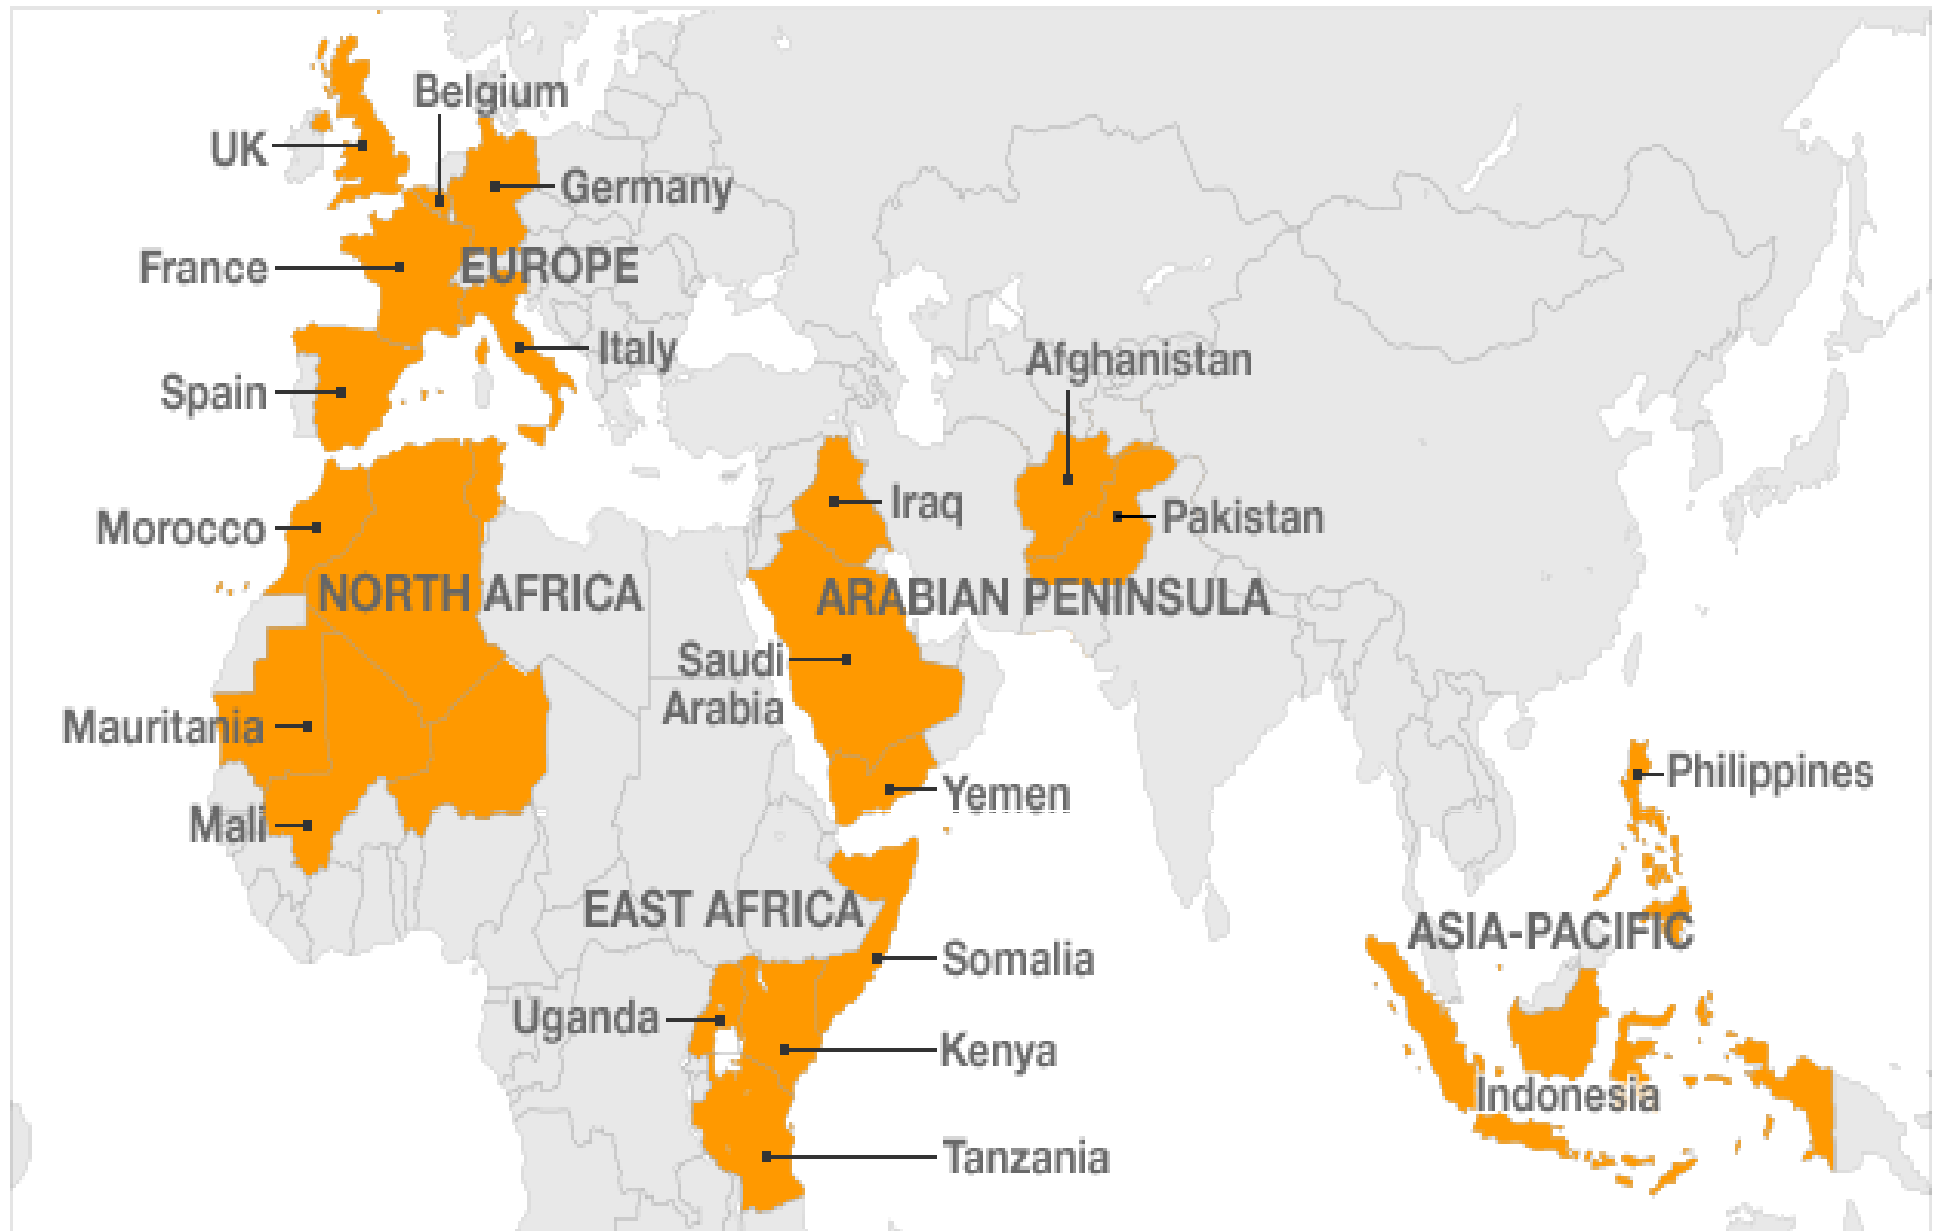 Belgium
UK
Germany
France
EUROPE
Italy
Spain
Afghanistan
Iraq
Pakistan
Morocco
NORTH AFRICA
ARABIAN PENINSULA
Saudi
Arabia
Mauritania
Yemen
Philippines
Mali
EAST AFRICA
ASIA-PACIFIC
Somalia
Uganda
Kenya
Indonesia
Tanzania